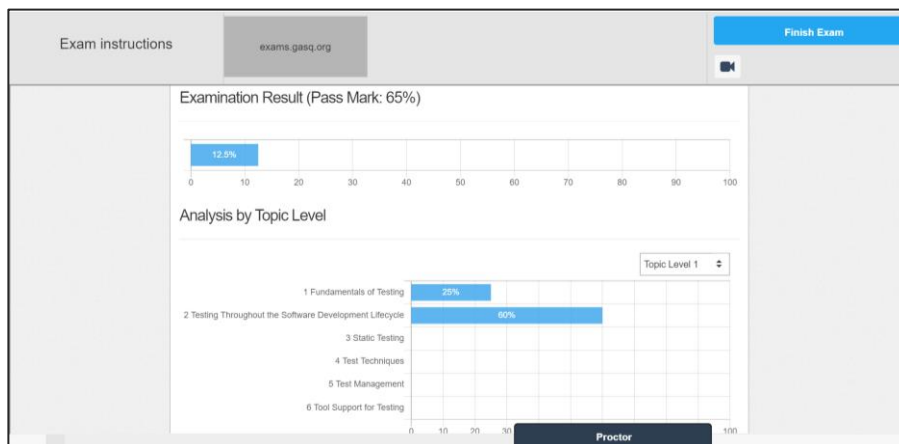 Exam instructions
exams.gasq.org
Finish Exam
Examination Result (Pass Mark: 65%)
12,5%
0 10 20 30 40 50 60 70 80 90 100
Analysis by Topic Level
Topic Level 1
1 Fundamentals of Testing 25%
2 Testing Throughout the Software Development Lifecycle 60%
3 Static Testing
4 Test Techniques
5 Test Management
6 Tool Support for Testing
0 10 20 30 100
Proctor